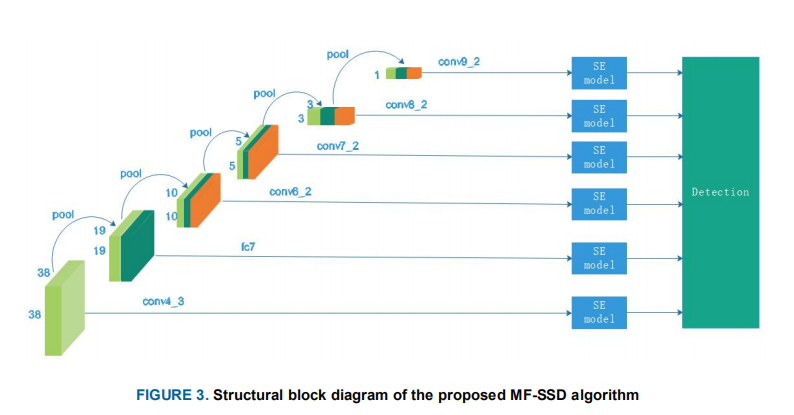 pool
1
conv9_2
SE
model
pool
3
3
conv8_2
SE
model
pool
5
5
conv7_2
SE
model
pool
10
10
conv6_2
SE
model
Detection
pool
19
19
fc7
SE
model
38
38
conv4_3
SE
model
FIGURE 3. Structural block diagram of the proposed MF-SSD algorithm